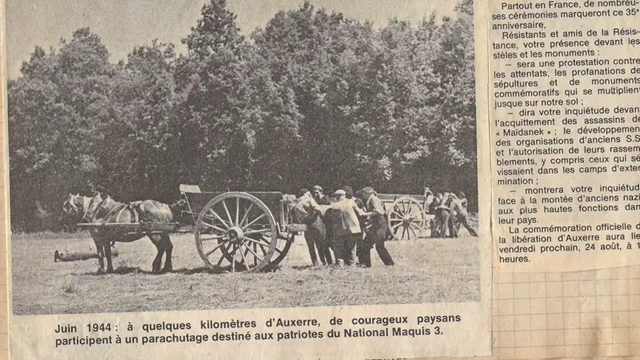 Juin 1944 : à quelques kilomètres d'Auxerre, de courageux paysans
participent à un parachutage destiné aux patriotes du National Maquis 3.
Partout en France, de nombreu-
ses cérémonies marqueront ce 35e
anniversaire.
Résistants et amis de la Résis-
tance, votre présence devant les
stèles et les monuments :
— sera une protestation contre
les attentats, les profanations de
sépultures et de monuments
commémoratifs qui se multiplient
jusque sur notre sol ;
— dira votre inquiétude devan
l'acquittement des assassins de
« Maïdanek » ; le développemen
des organisations d'anciens S.S
et l'autorisation de leurs rassem
blements, y compris ceux qui sé
vissaient dans les camps d'exter
mination ;
— montrera votre inquiétud
face à la montée d'anciens nazi
aux plus hautes fonctions dan
leur pays.
La commémoration officielle d
la libération d'Auxerre aura lie
vendredi prochain, 24 août, à 1
heures.